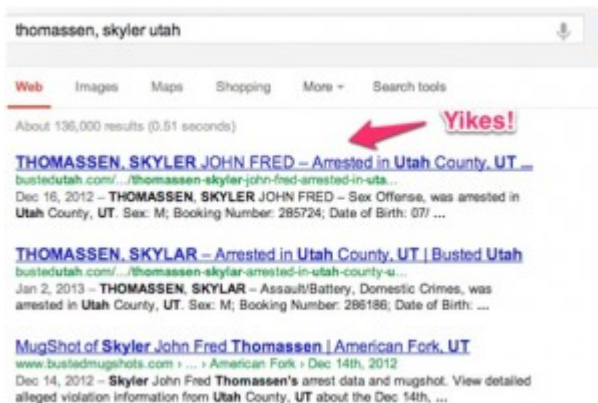 thomassen, skyler utah
Web Images Maps Shopping More Search tools
About 136,000 results (0.51 seconds)
Yikes!
THOMASSEN, SKYLER JOHN FRED – Arrested in Utah County, UT ...
bustedutah.com/.../thomassen-skyler-john-fred-arrested-in-uta...
Dec 16, 2012 – THOMASSEN, SKYLER JOHN FRED – Sex Offense, was arrested in
Utah County, UT. Sex: M; Booking Number: 285724; Date of Birth: 07/ ...
THOMASSEN, SKYLAR – Arrested in Utah County, UT | Busted Utah
bustedutah.com/.../thomassen-skylar-arrested-in-utah-county-u...
Jan 2, 2013 – THOMASSEN, SKYLAR – Assault/Battery, Domestic Crimes, was
arrested in Utah County, UT. Sex: M; Booking Number: 286186; Date of Birth: ...
MugShot of Skyler John Fred Thomassen | American Fork, UT
www.bustedmugshots.com › ... › American Fork › Dec 14th, 2012
Dec 14, 2012 – Skyler John Fred Thomassen's arrest data and mugshot. View detailed
alleged violation information from Utah County, UT about the Dec 14th, ...